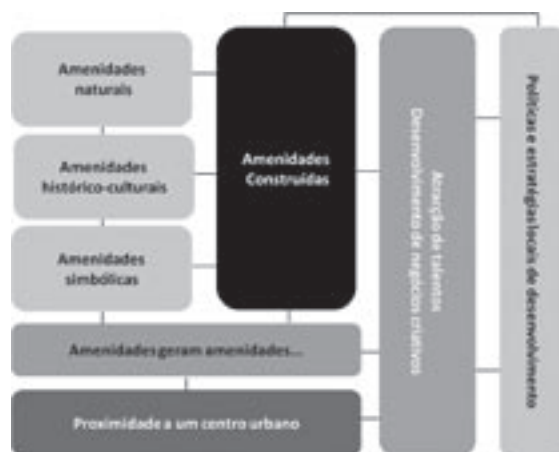 Amenidades
naturais
Amenidades
histórico-culturais
Amenidades
simbólicas
Amenidades
Construídas
Amenidades geram amenidades...
Proximidade a um centro urbano
Atracção de talentos
Desenvolvimento de negócios criativos
Políticas e estratégias locais de desenvolvimento